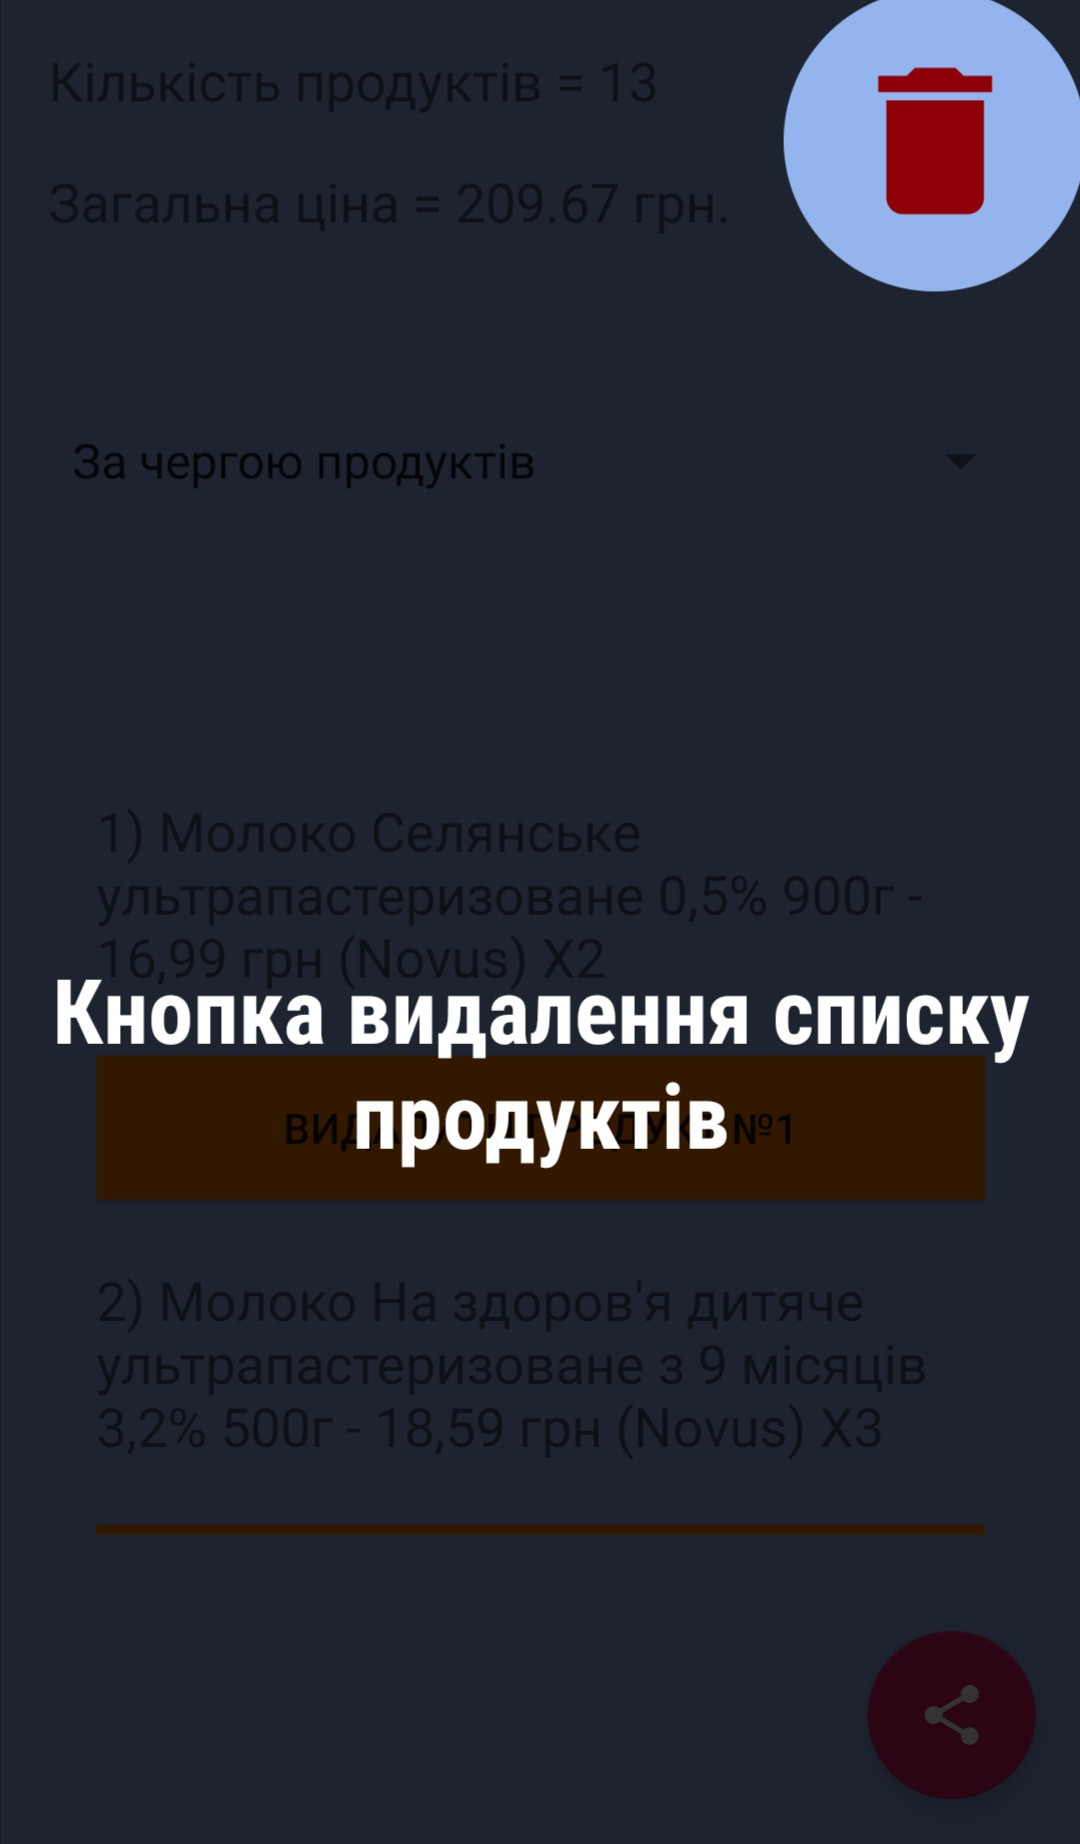 Кількість продуктів = 13
Загальна ціна = 209.67 грн.
За чергою продуктів
1) Молоко Селянське
ультрапастеризоване 0,5% 900г -
16,99 грн (Novus) X2
Кнопка видалення списку
продуктів
№1
2) Молоко На здоров'я дитяче
ультрапастеризоване з 9 місяців
3,2% 500г - 18,59 грн (Novus) X3